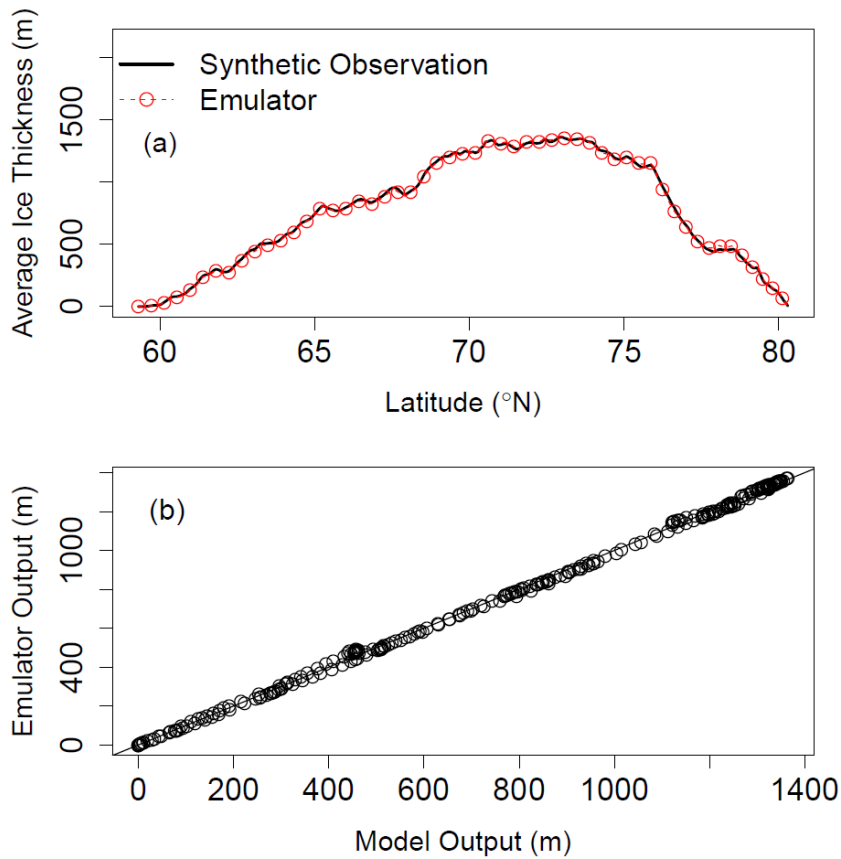 Average Ice Thickness (m)
1500
500
0
Synthetic Observation
Emulator
(a)
60 65 70 75 80
Latitude (°N)
Emulator Output (m)
1000
400
0
(b)
0 200 400 600 800 1000 1400
Model Output (m)